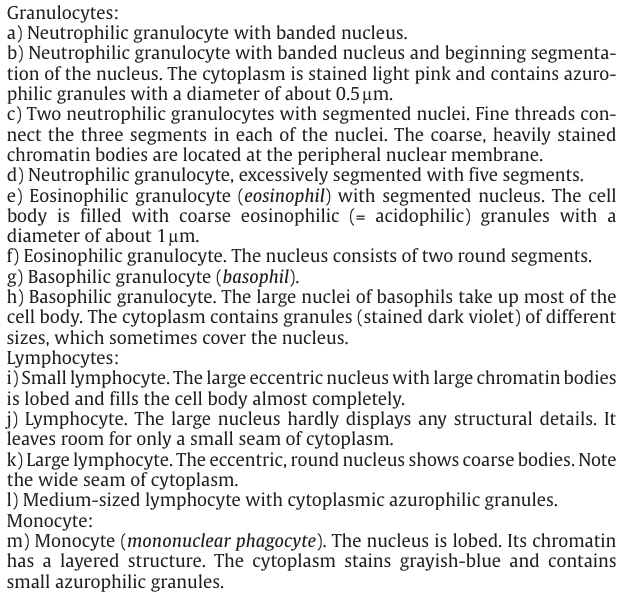 Granulocytes:
a) Neutrophilic granulocyte with banded nucleus.
b) Neutrophilic granulocyte with banded nucleus and beginning segmenta-
tion of the nucleus. The cytoplasm is stained light pink and contains azuro-
philic granules with a diameter of about 0.5 μm.
c) Two neutrophilic granulocytes with segmented nuclei. Fine threads con-
nect the three segments in each of the nuclei. The coarse, heavily stained
chromatin bodies are located at the peripheral nuclear membrane.
d) Neutrophilic granulocyte, excessively segmented with five segments.
e) Eosinophilic granulocyte (eosinophil) with segmented nucleus. The cell
body is filled with coarse eosinophilic (= acidophilic) granules with a
diameter of about 1 μm.
f) Eosinophilic granulocyte. The nucleus consists of two round segments.
g) Basophilic granulocyte (basophil).
h) Basophilic granulocyte. The large nuclei of basophils take up most of the
cell body. The cytoplasm contains granules (stained dark violet) of different
sizes, which sometimes cover the nucleus.
Lymphocytes:
i) Small lymphocyte. The large eccentric nucleus with large chromatin bodies
is lobed and fills the cell body almost completely.
j) Lymphocyte. The large nucleus hardly displays any structural details. It
leaves room for only a small seam of cytoplasm.
k) Large lymphocyte. The eccentric, round nucleus shows coarse bodies. Note
the wide seam of cytoplasm.
l) Medium-sized lymphocyte with cytoplasmic azurophilic granules.
Monocyte:
m) Monocyte (mononuclear phagocyte). The nucleus is lobed. Its chromatin
has a layered structure. The cytoplasm stains grayish-blue and contains
small azurophilic granules.